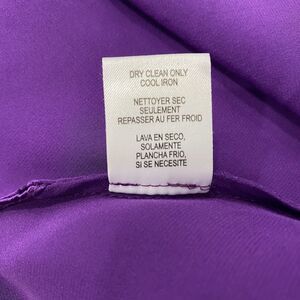 DRY CLEAN ONLY
COOL IRON
NETTOYER SEC
SEULEMENT
REPASSER AU FER FROID
LAVA EN SECO,
SOLAMENTE
PLANCHA FRIO,
SI SE NECESITE